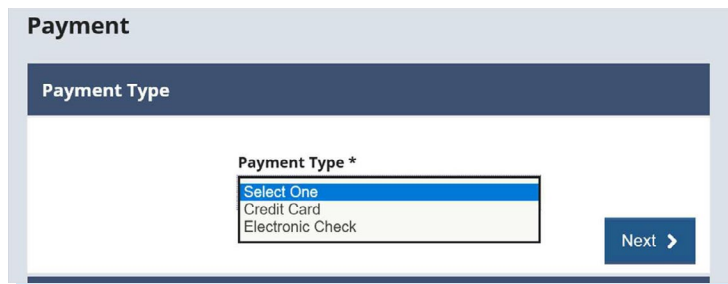 Payment
Payment Type
Payment Type *
Select One
Credit Card
Electronic Check
Next